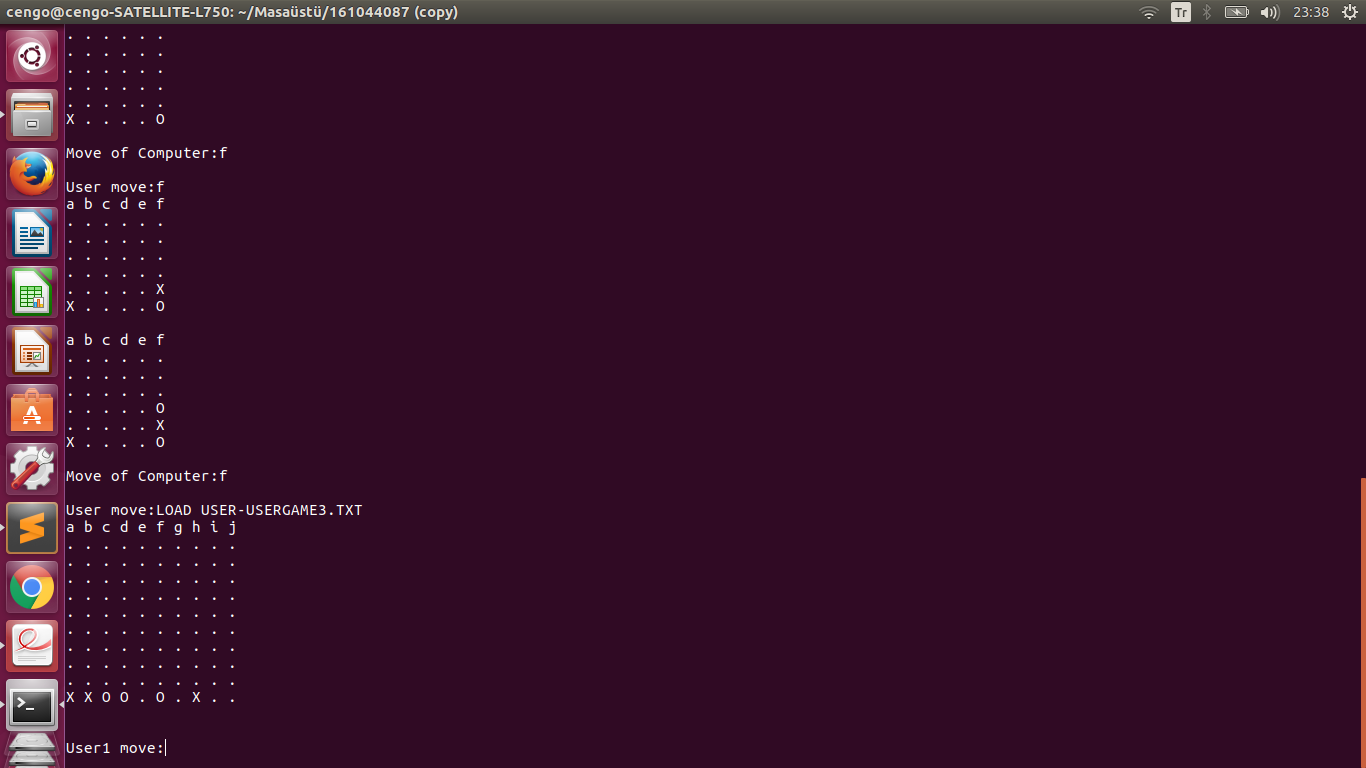 cengo@cengo-SATELLITE-L750: ~/Masaüstü/161044087 (copy)
Tr
23:38
. . . . . .
. . . . . .
. . . . . .
. . . . . .
. . . . . .
X . . . . O
Move of Computer:f
User move:f
a b c d e f
. . . . . .
. . . . . .
. . . . . .
. . . . . .
. . . . . X
X . . . . O
a b c d e f
. . . . . .
. . . . . .
. . . . . .
. . . . . O
. . . . . X
X . . . . O
Move of Computer:f
User move:LOAD USER-USERGAME3.TXT
a b c d e f g h i j
. . . . . . . . . .
. . . . . . . . . .
. . . . . . . . . .
. . . . . . . . . .
. . . . . . . . . .
. . . . . . . . . .
. . . . . . . . . .
. . . . . . . . . .
. . . . . . . . . .
X X O O . O . X . .
User1 move: